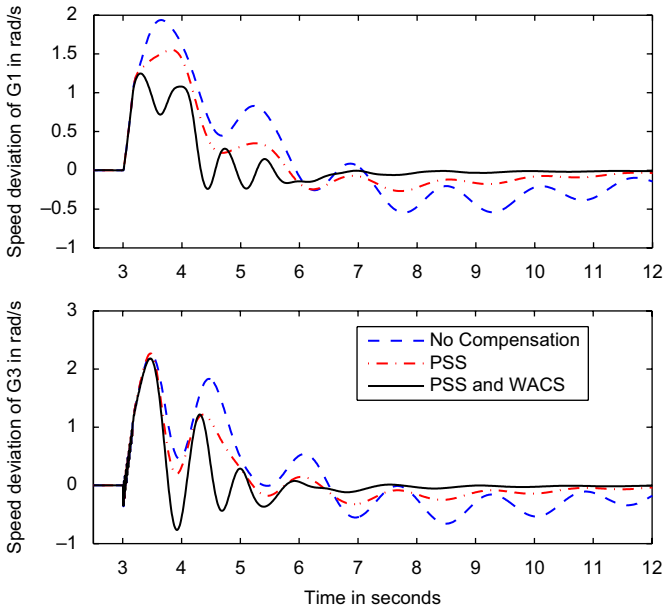 Speed deviation of G1 in rad/s
2
1.5
1
0.5
0
−0.5
−1
3 4 5 6 7 8 9 10 11 12
Speed deviation of G3 in rad/s
3
2
1
0
−1
No Compensation
PSS
PSS and WACS
3 4 5 6 7 8 9 10 11 12
Time in seconds